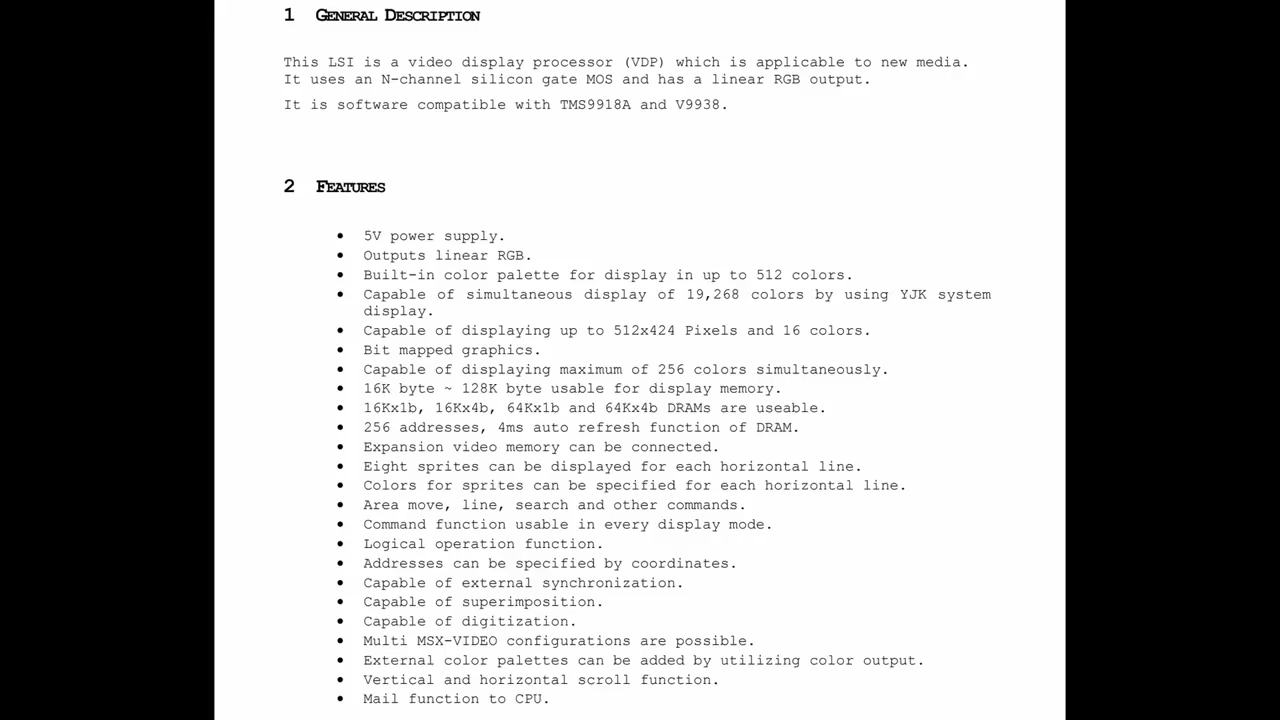 1 GENERAL DESCRIPTION
This LSI is a video display processor (VDP) which is applicable to new media.
It uses an N-channel silicon gate MOS and has a linear RGB output.
It is software compatible with TMS9918A and V9938.
2 FEATURES
• 5V power supply.
• Outputs linear RGB.
• Built-in color palette for display in up to 512 colors.
• Capable of simultaneous display of 19,268 colors by using YJK system
display.
• Capable of displaying up to 512x424 Pixels and 16 colors.
• Bit mapped graphics.
• Capable of displaying maximum of 256 colors simultaneously.
• 16K byte ~ 128K byte usable for display memory.
• 16Kx1b, 16Kx4b, 64Kx1b and 64Kx4b DRAMs are useable.
• 256 addresses, 4ms auto refresh function of DRAM.
• Expansion video memory can be connected.
• Eight sprites can be displayed for each horizontal line.
• Colors for sprites can be specified for each horizontal line.
• Area move, line, search and other commands.
• Command function usable in every display mode.
• Logical operation function.
• Addresses can be specified by coordinates.
• Capable of external synchronization.
• Capable of superimposition.
• Capable of digitization.
• Multi MSX-VIDEO configurations are possible.
• External color palettes can be added by utilizing color output.
• Vertical and horizontal scroll function.
• Mail function to CPU.